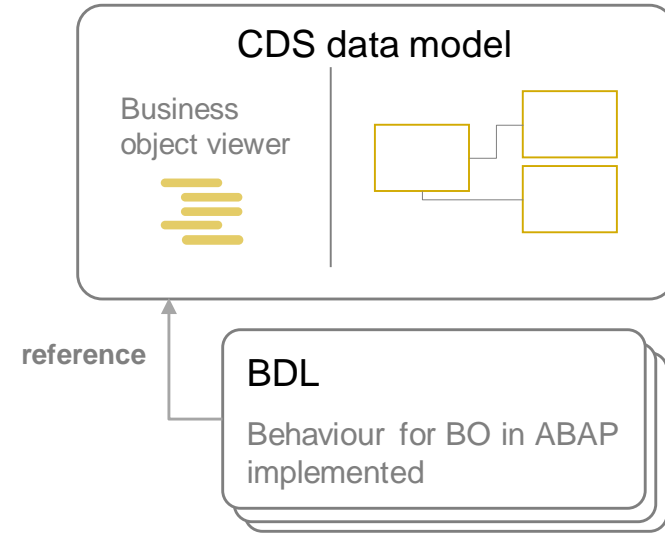 CDS data model
Business
object viewer
reference
BDL
Behaviour for BO in ABAP
implemented